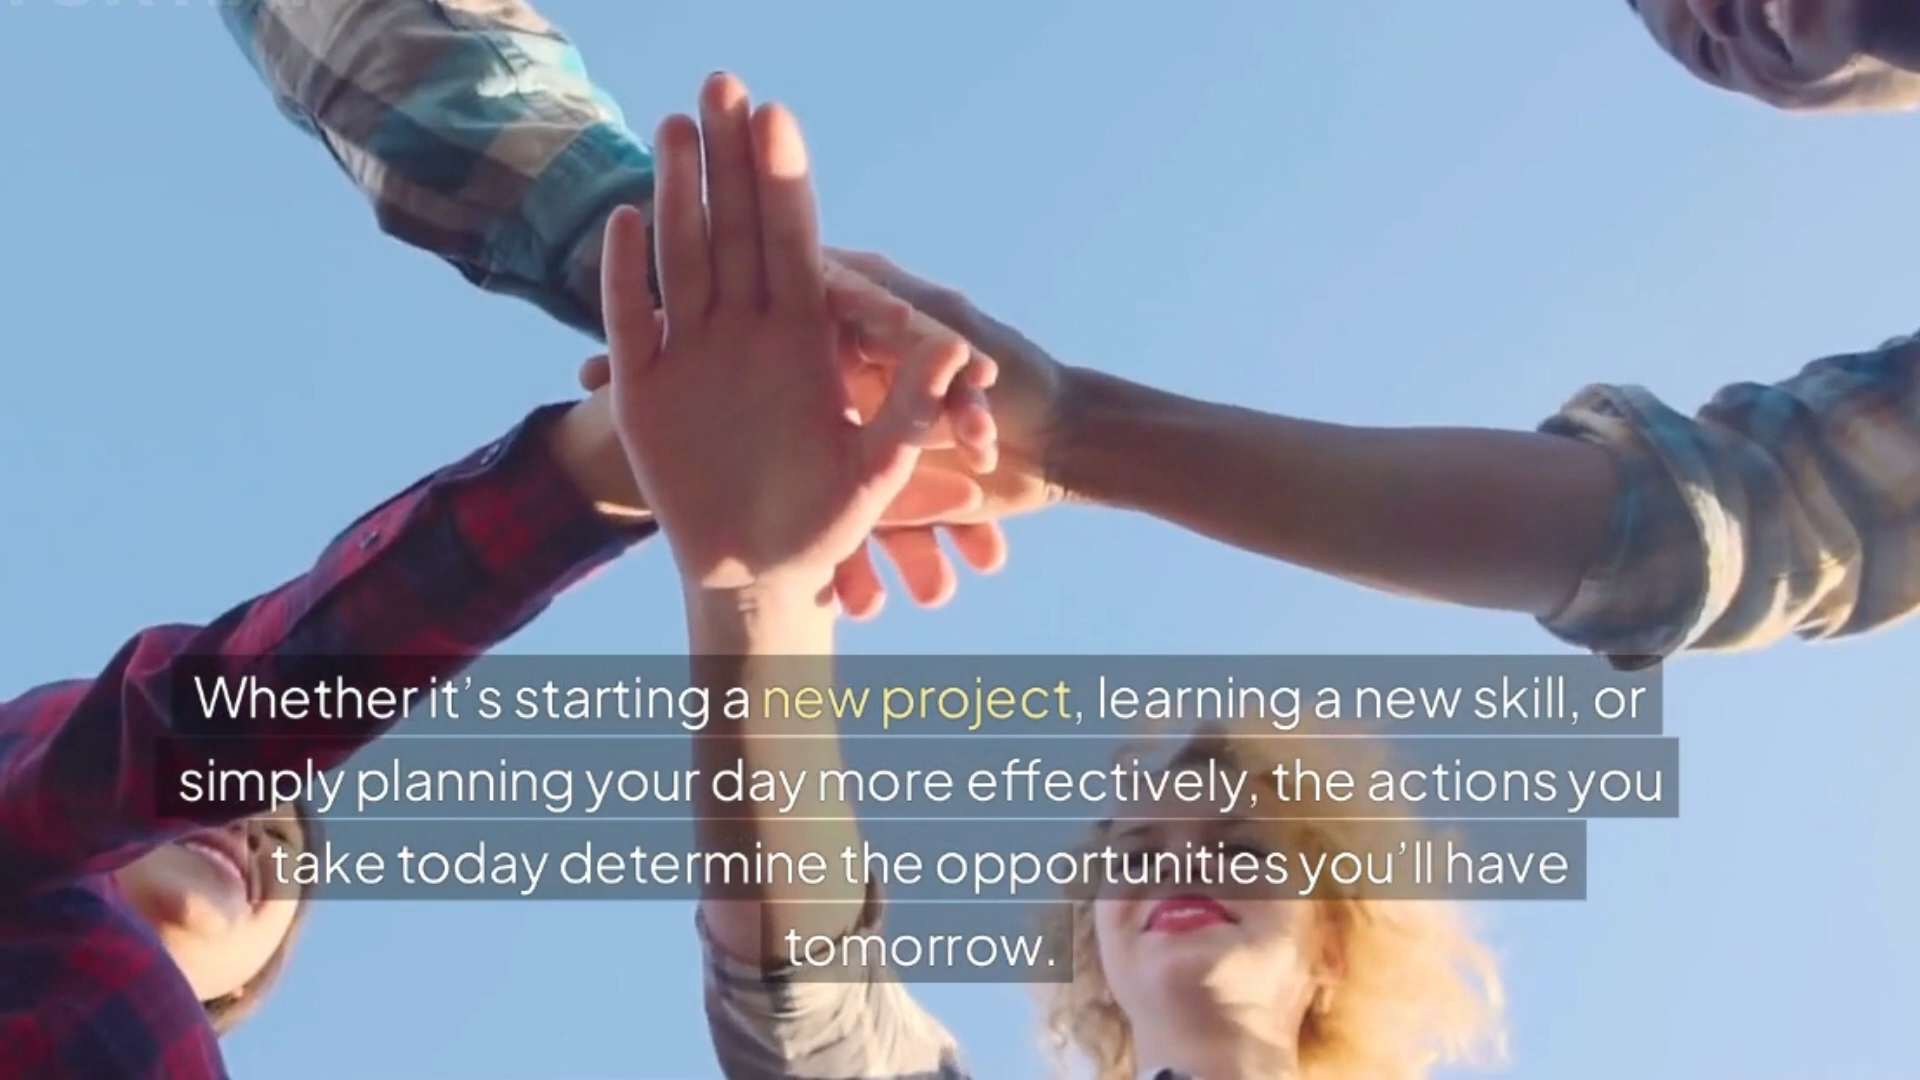 Whether it’s starting a new project, learning a new skill, or
simply planning your day more effectively, the actions you
take today determine the opportunities you’ll have
tomorrow.